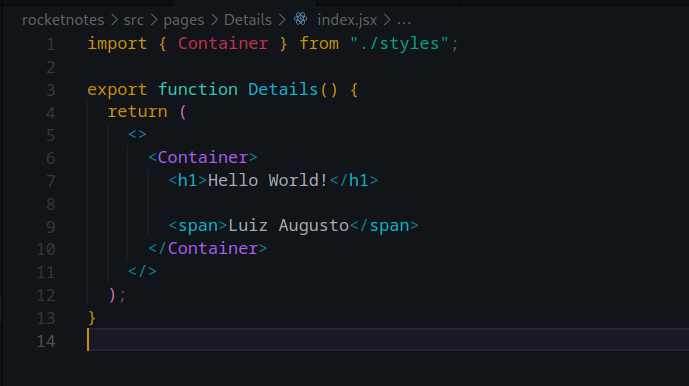 rocketnotes > src > pages > Details > index.jsx > ...
1 import { Container } from "./styles";
2
3 export function Details() {
4   return (
5     <>
6       <Container>
7         <h1>Hello World!</h1>
8
9         <span>Luiz Augusto</span>
10       </Container>
11     </>
12   );
13 }
14